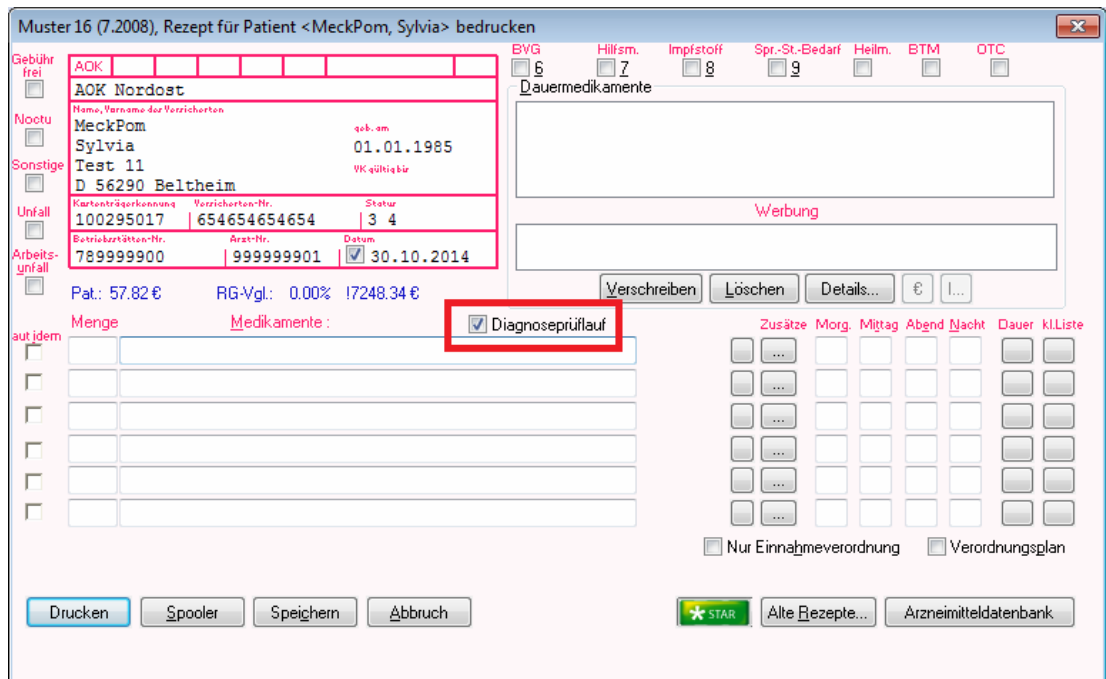 Muster 16 (7.2008), Rezept für Patient <MeckPom, Sylvia> bedrucken
Gebühr frei
Noctu
Sonstige
Unfall
Arbeits-unfall
AOK
AOK Nordost
Name, Vorname des Versicherten
MeckPom
geb. am
Sylvia 01.01.1985
Test 11
VK gültig bis
D 56290 Beltheim
Kartenträgerkennung Versicherten-Nr. Status
100295017 654654654654 3 4
Betriebsstätten-Nr. Arzt-Nr. Datum
789999900 999999901 30.10.2014
Pat.: 57.82 € RG-Vgl.: 0.00% !7248.34 €
BVG Hilfsm. Impfstoff Spr.-St.-Bedarf Heilm. BTM OTC
6 7 8 9
Dauermedikamente
Werbung
Verschreiben Löschen Details... € I...
aut idem
Menge Medikamente : Diagnoseprüflauf Zusätze Morg. Mittag Abend Nacht Dauer kl.Liste
...
...
...
...
...
...
Nur Einnahmeverordnung Verordnungsplan
Drucken Spooler Speichern Abbruch STAR Alte Rezepte... Arzneimitteldatenbank